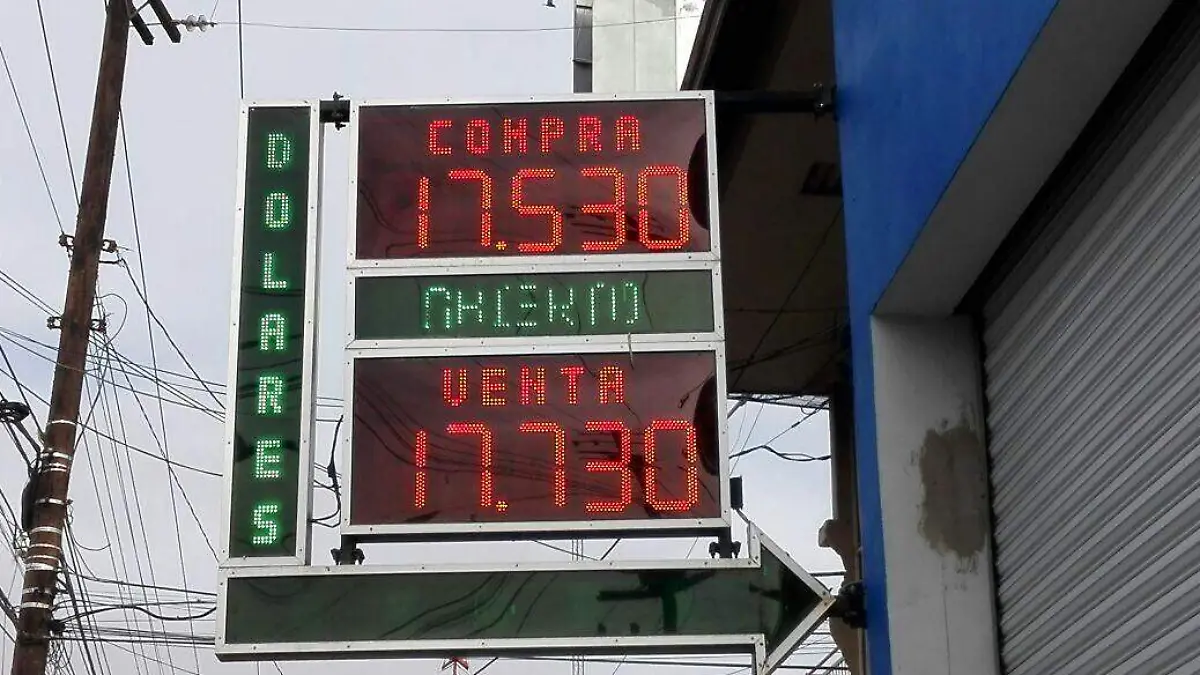 DOLARES
COMPRA
17.530
VENTA
17.730